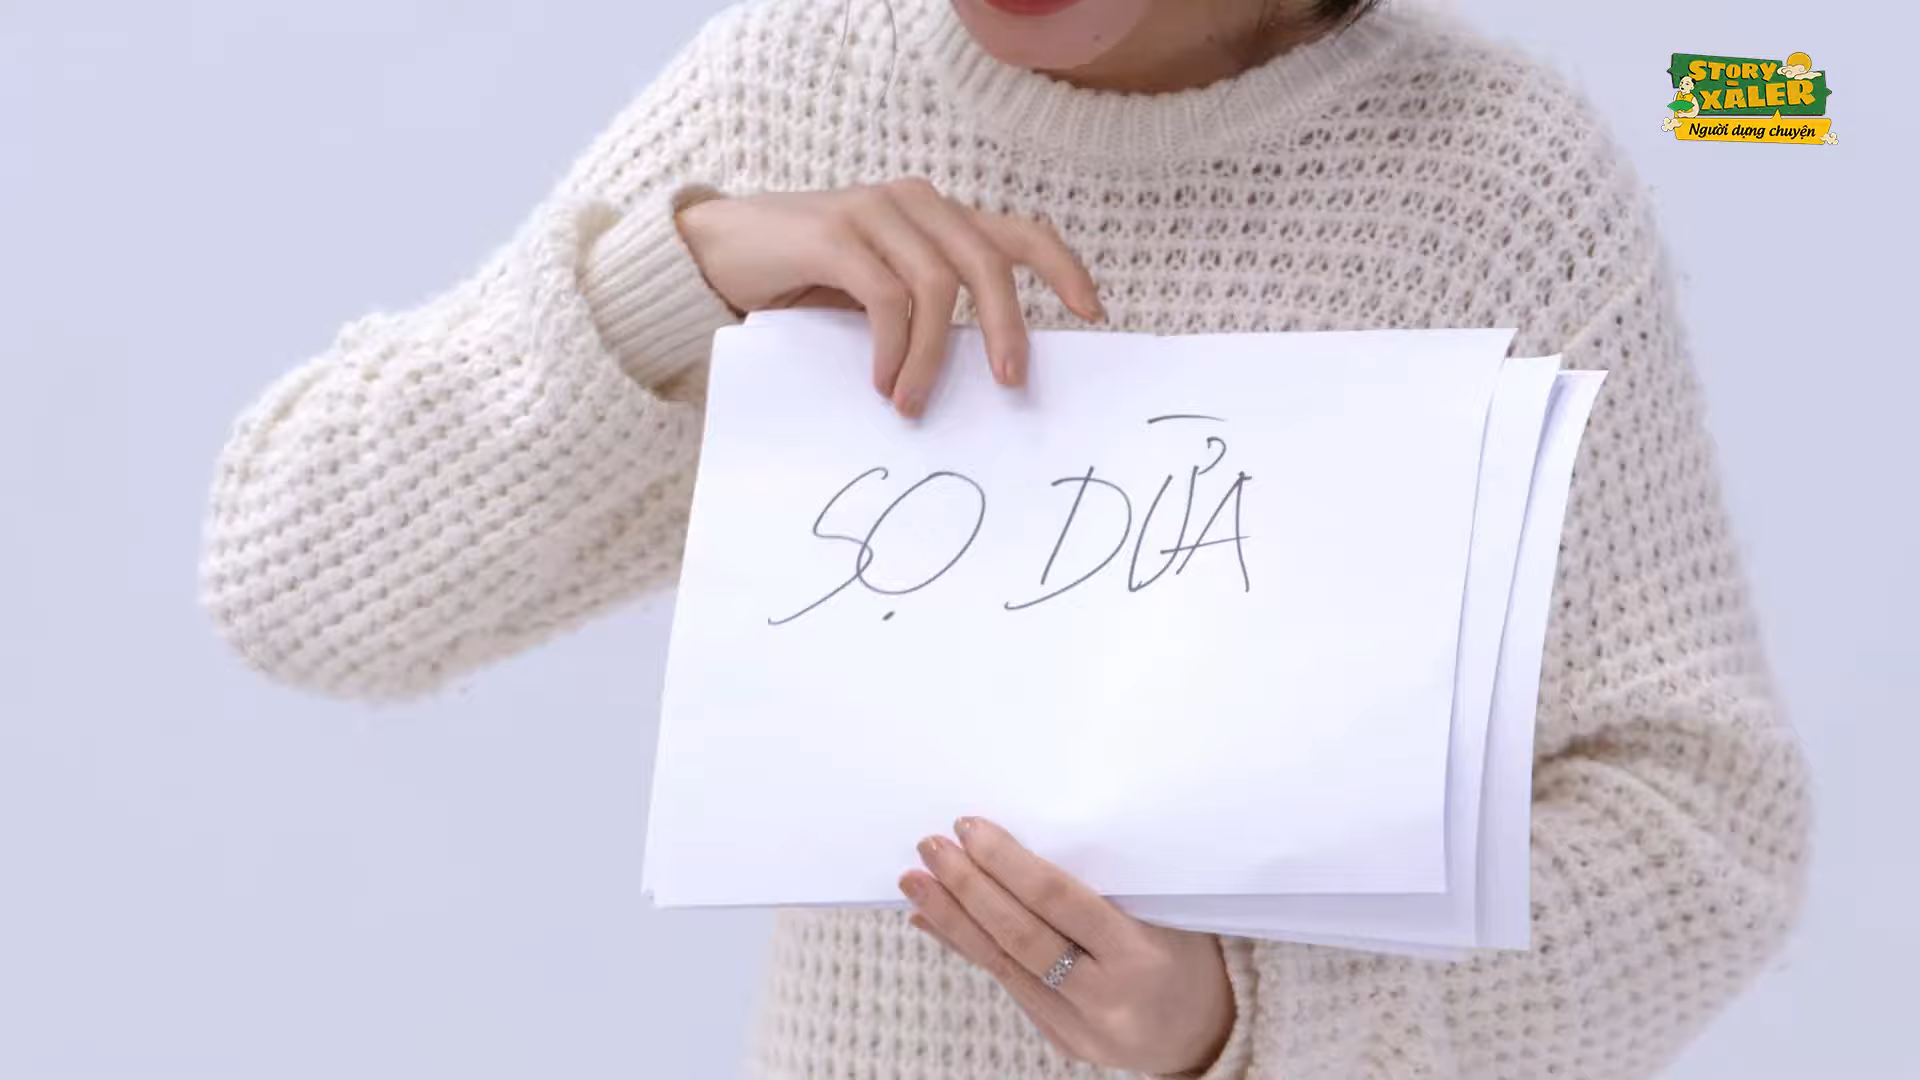 STORY
XÀLER
Người dựng chuyện
SỌ DỪA